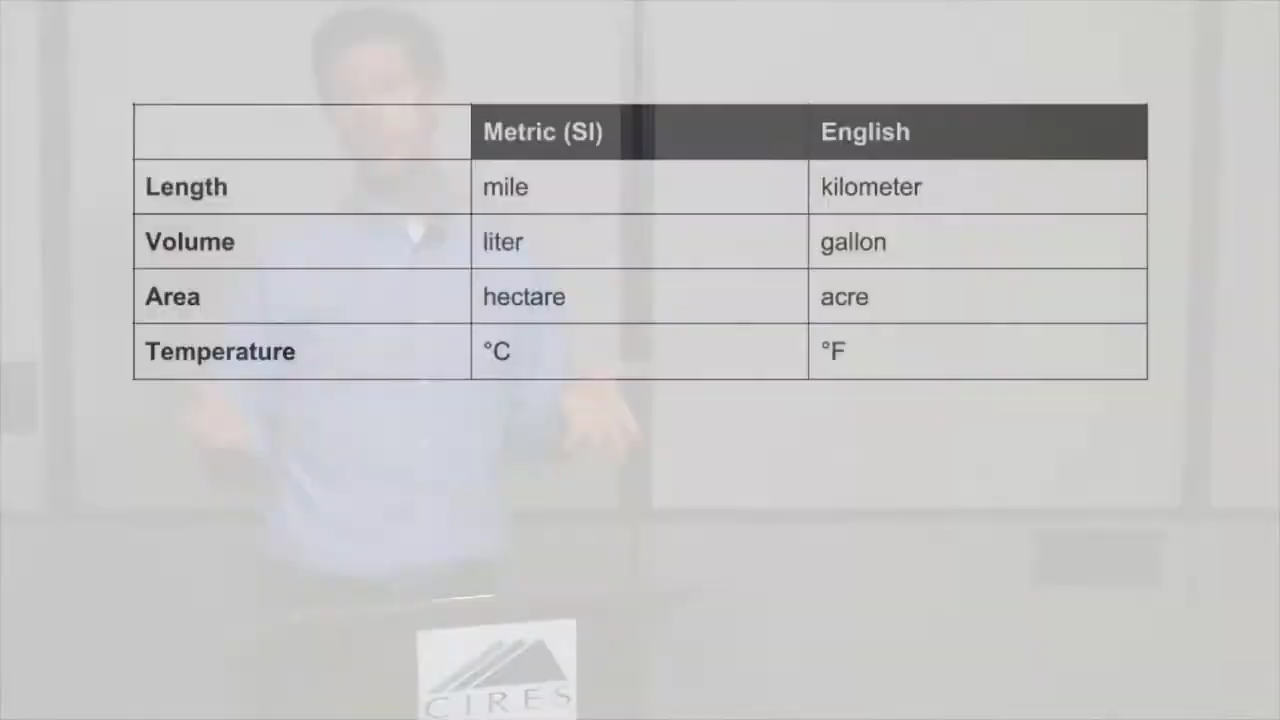 Metric (SI) English
Length mile kilometer
Volume liter gallon
Area hectare acre
Temperature °C °F
CIRES